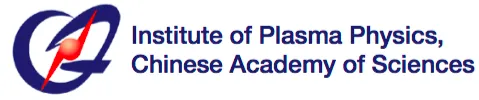 Institute of Plasma Physics,
Chinese Academy of Sciences